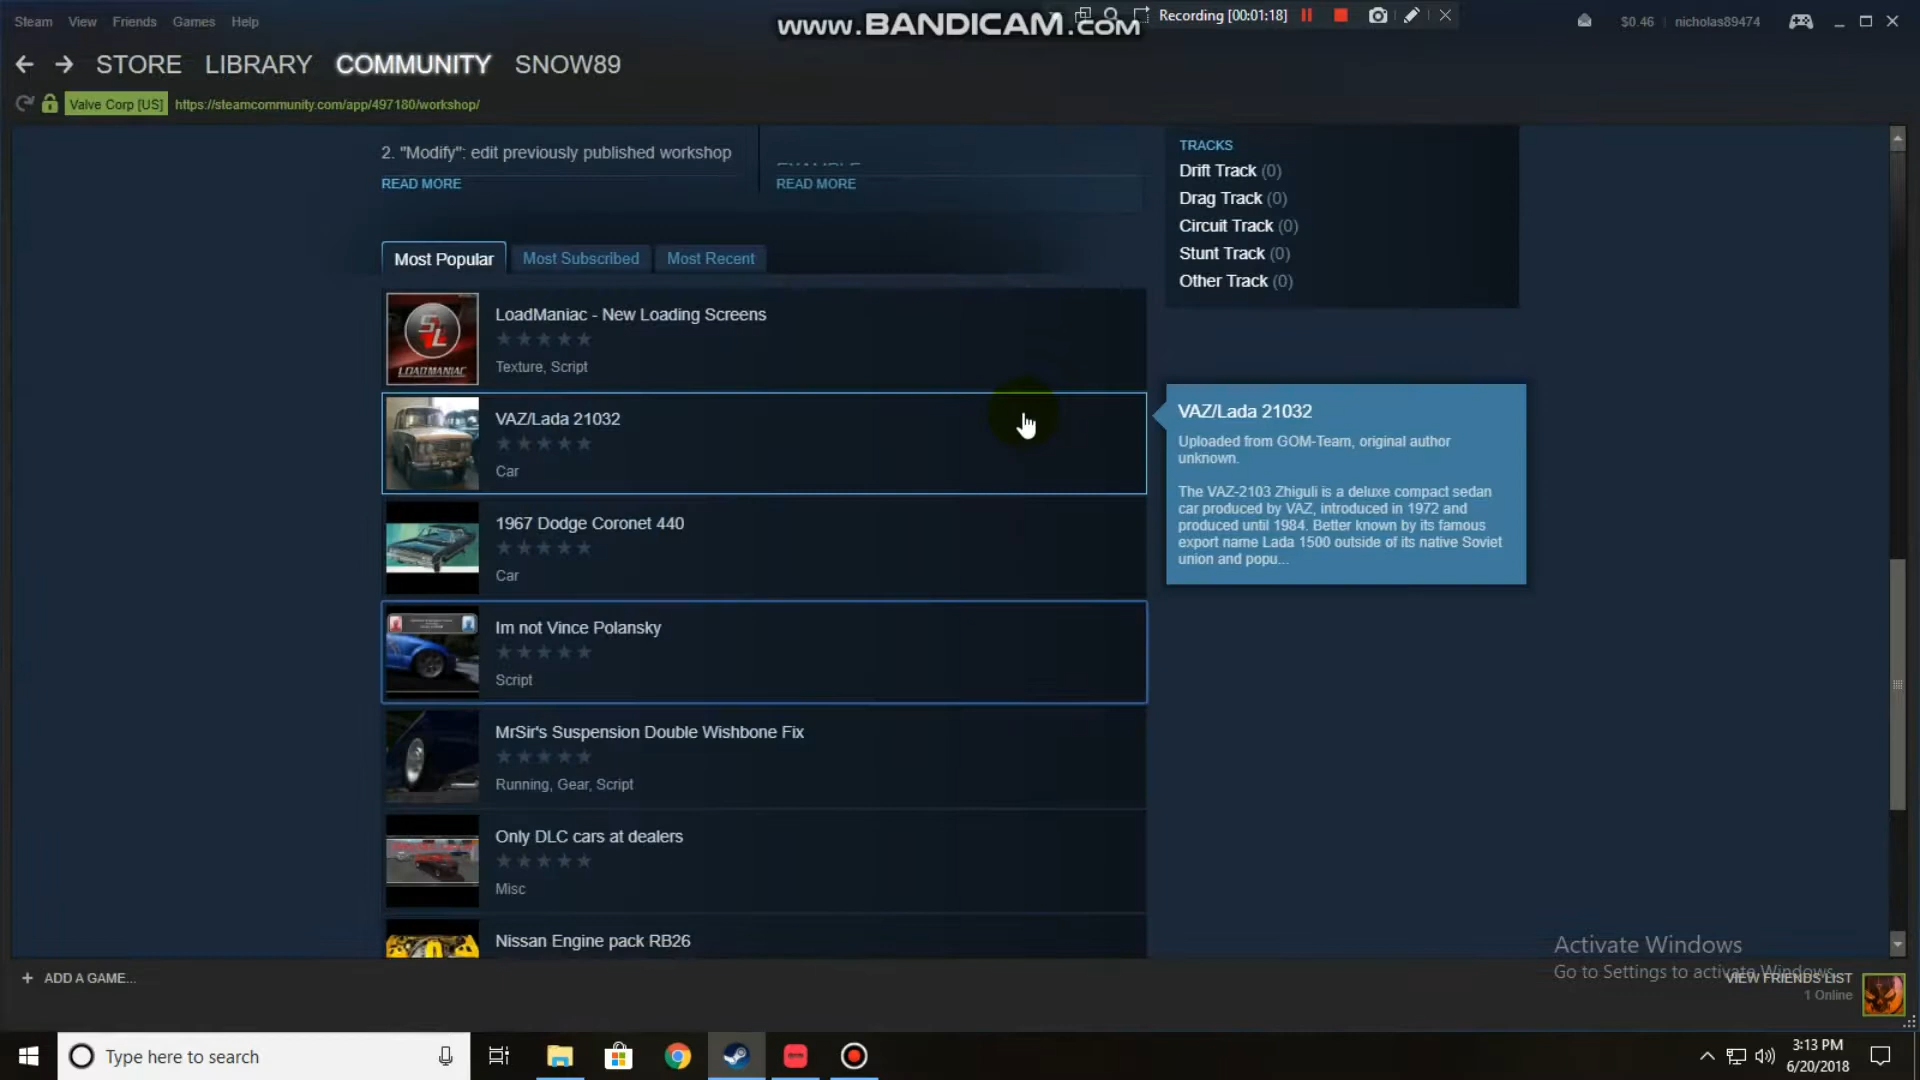 Steam View Friends Games Help
www.BANDICAM.com
Recording [00:01:18]
$0.46 nicholas89474
STORE LIBRARY COMMUNITY SNOW89
Valve Corp [US] https://steamcommunity.com/app/497180/workshop/
2. "Modify": edit previously published workshop
READ MORE
EXAMPLE
READ MORE
TRACKS
Drift Track (0)
Drag Track (0)
Circuit Track (0)
Stunt Track (0)
Other Track (0)
Most Popular Most Subscribed Most Recent
SL
LOADMANIAC
LoadManiac - New Loading Screens
Texture, Script
VAZ/Lada 21032
Car
VAZ/Lada 21032
Uploaded from GOM-Team, original author
unknown.
The VAZ-2103 Zhiguli is a deluxe compact sedan
car produced by VAZ, introduced in 1972 and
produced until 1984. Better known by its famous
export name Lada 1500 outside of its native Soviet
union and popu...
1967 Dodge Coronet 440
Car
Im not Vince Polansky
Script
MrSir's Suspension Double Wishbone Fix
Running, Gear, Script
Only DLC cars at dealers
Misc
Nissan Engine pack RB26
Activate Windows
Go to Settings to activate Windows.
+ ADD A GAME...
VIEW FRIENDS LIST
1 Online
Type here to search
3:13 PM
6/20/2018